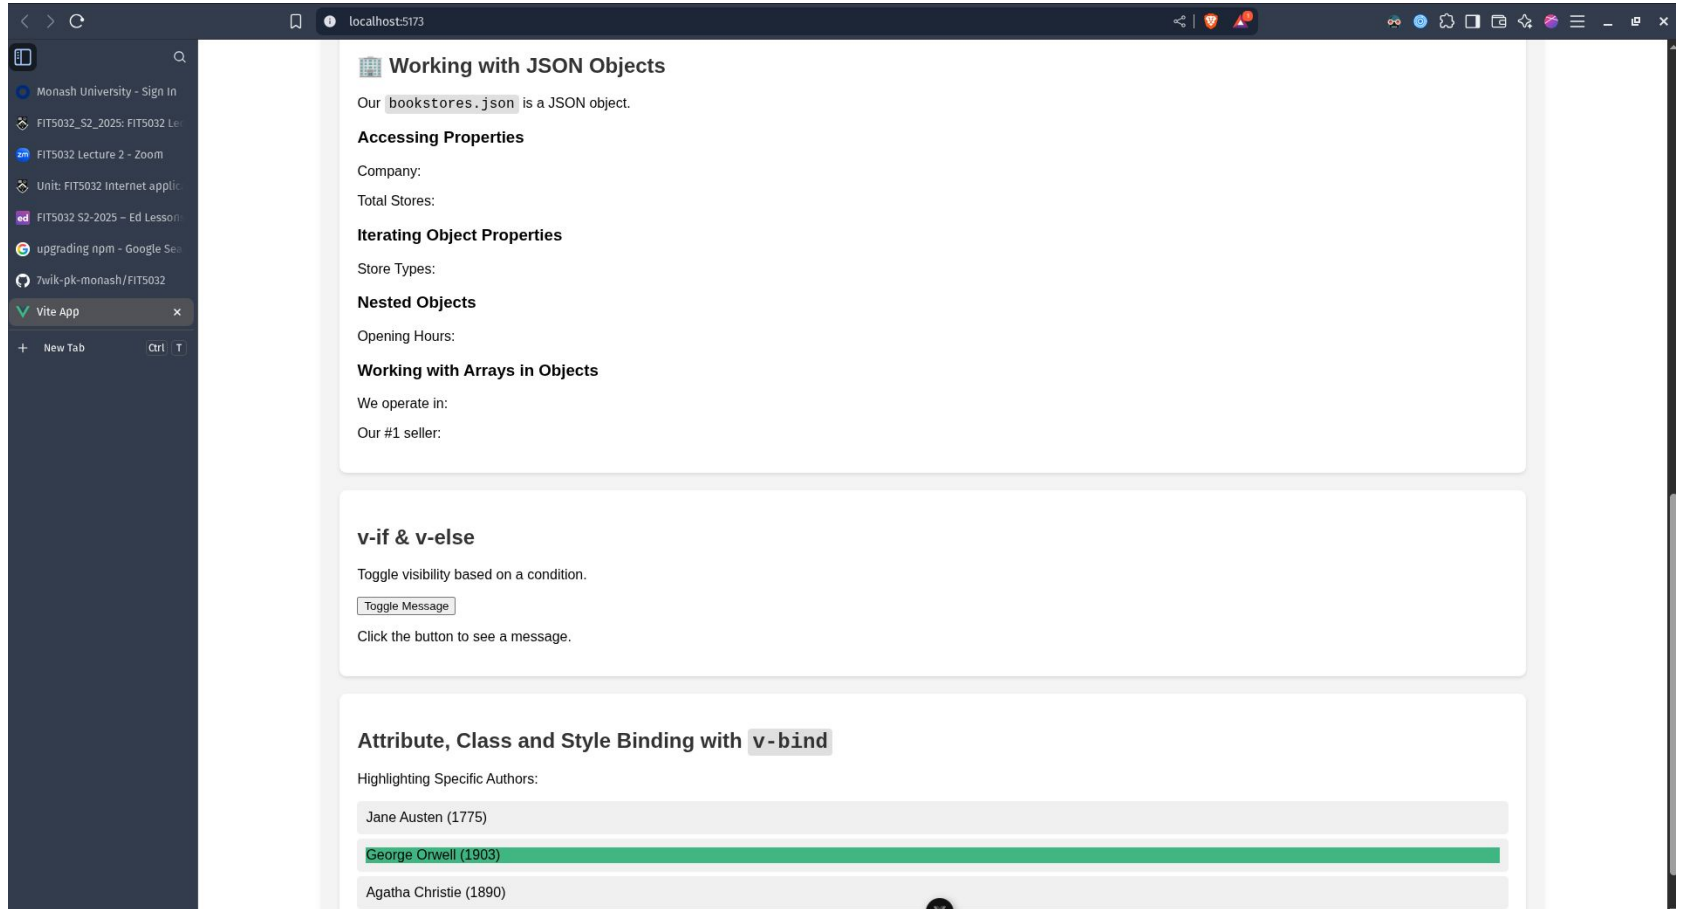 localhost:5173
1
Monash University - Sign In
FIT5032_S2_2025: FIT5032 Le
zm FIT5032 Lecture 2 - Zoom
Unit: FIT5032 Internet applic
ed FIT5032 S2-2025 – Ed Lesson
upgrading npm - Google Sea
7wik-pk-monash/FIT5032
Vite App
New Tab Ctrl T
Working with JSON Objects
Our bookstores.json is a JSON object.
Accessing Properties
Company:
Total Stores:
Iterating Object Properties
Store Types:
Nested Objects
Opening Hours:
Working with Arrays in Objects
We operate in:
Our #1 seller:
v-if & v-else
Toggle visibility based on a condition.
Toggle Message
Click the button to see a message.
Attribute, Class and Style Binding with v-bind
Highlighting Specific Authors:
Jane Austen (1775)
George Orwell (1903)
Agatha Christie (1890)